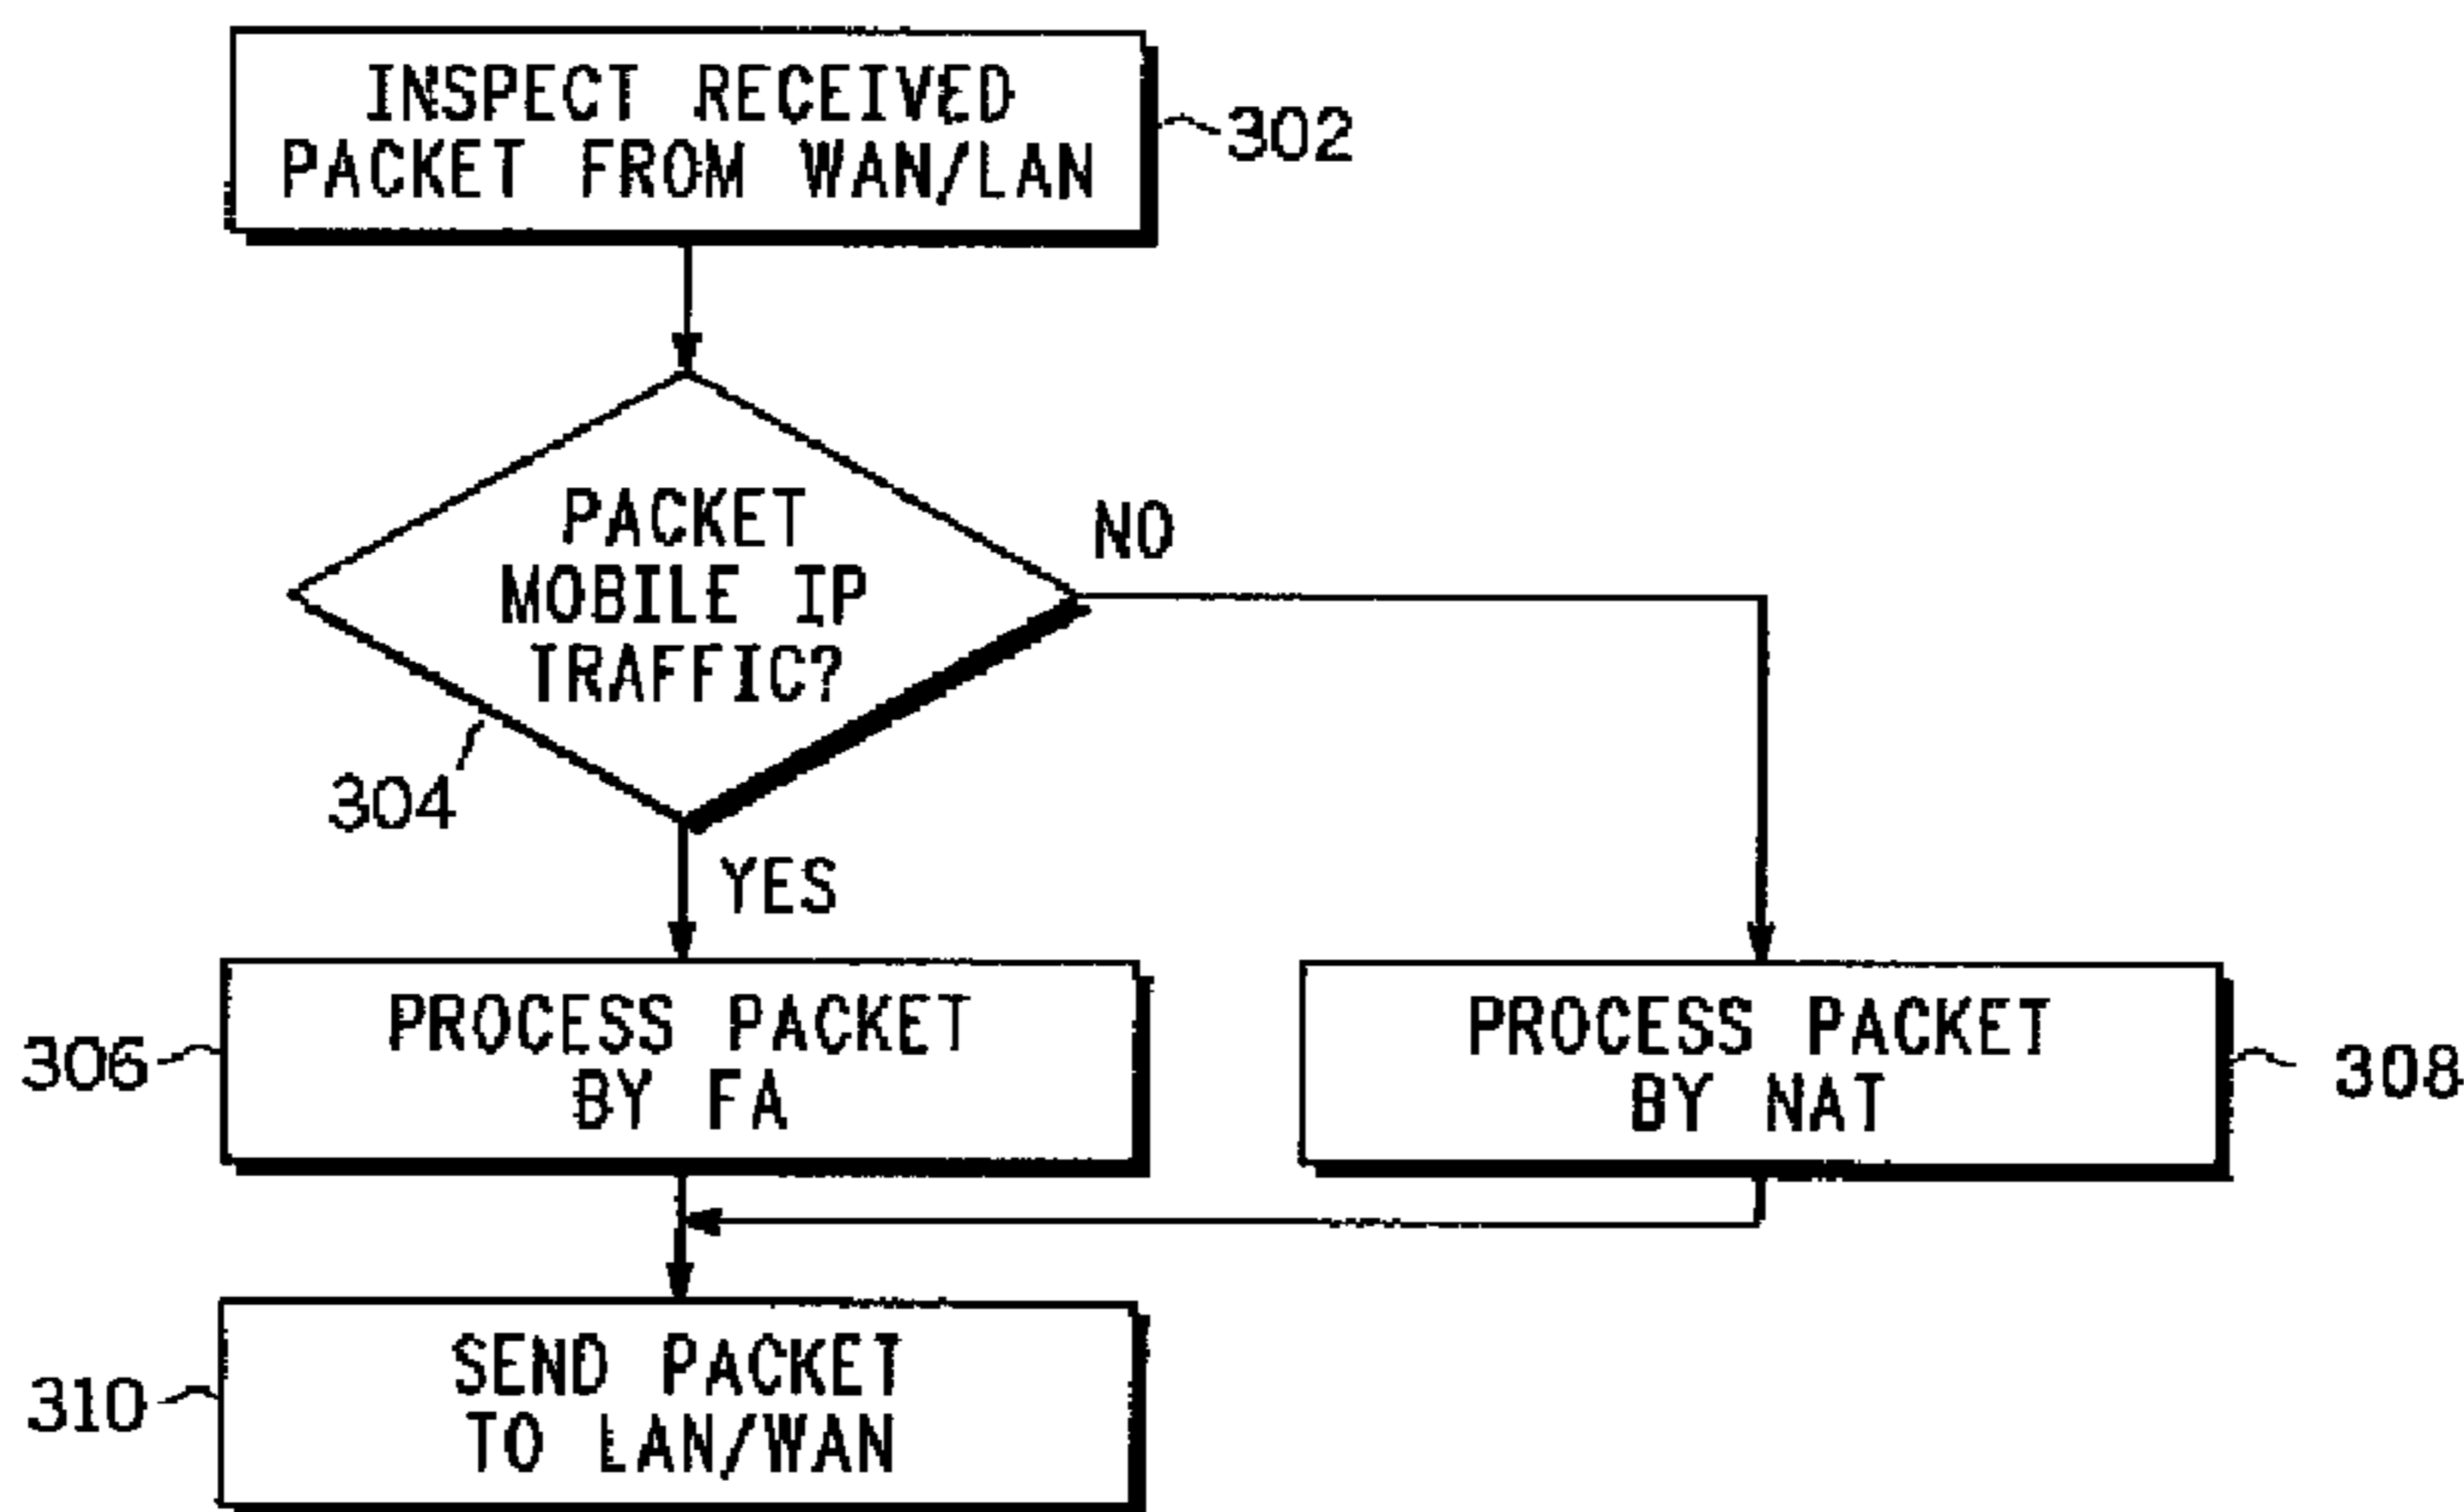 INSPECT RECEIVED
PACKET FROM WAN/LAN
302
PACKET
MOBILE IP
TRAFFIC?
NO
304
YES
PROCESS PACKET
BY FA
306
PROCESS PACKET
BY NAT
308
SEND PACKET
TO LAN/WAN
310